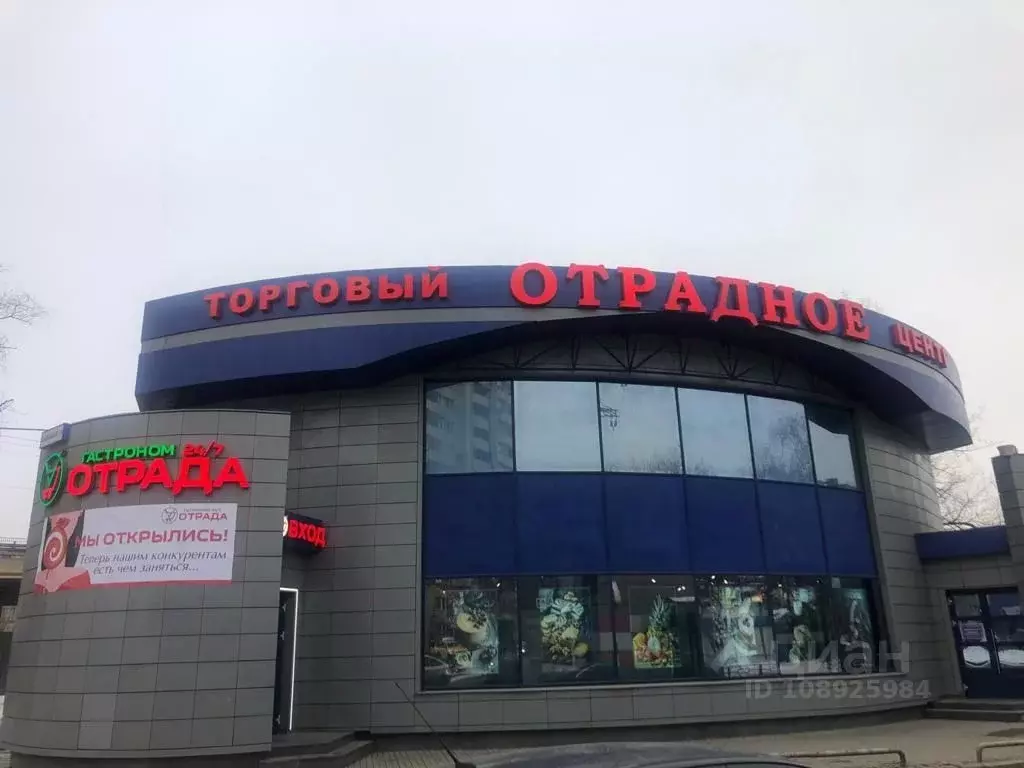 ТОРГОВЫЙ ОТРАДНОЕ ЦЕНТ
ГАСТРОНОМ 24/7
ОТРАДА
ОТРАДА
МЫ ОТКРЫЛИСЬ!
Теперь нашим конкурентам
есть чем заняться...
ВХОД
циан
ID 108925984